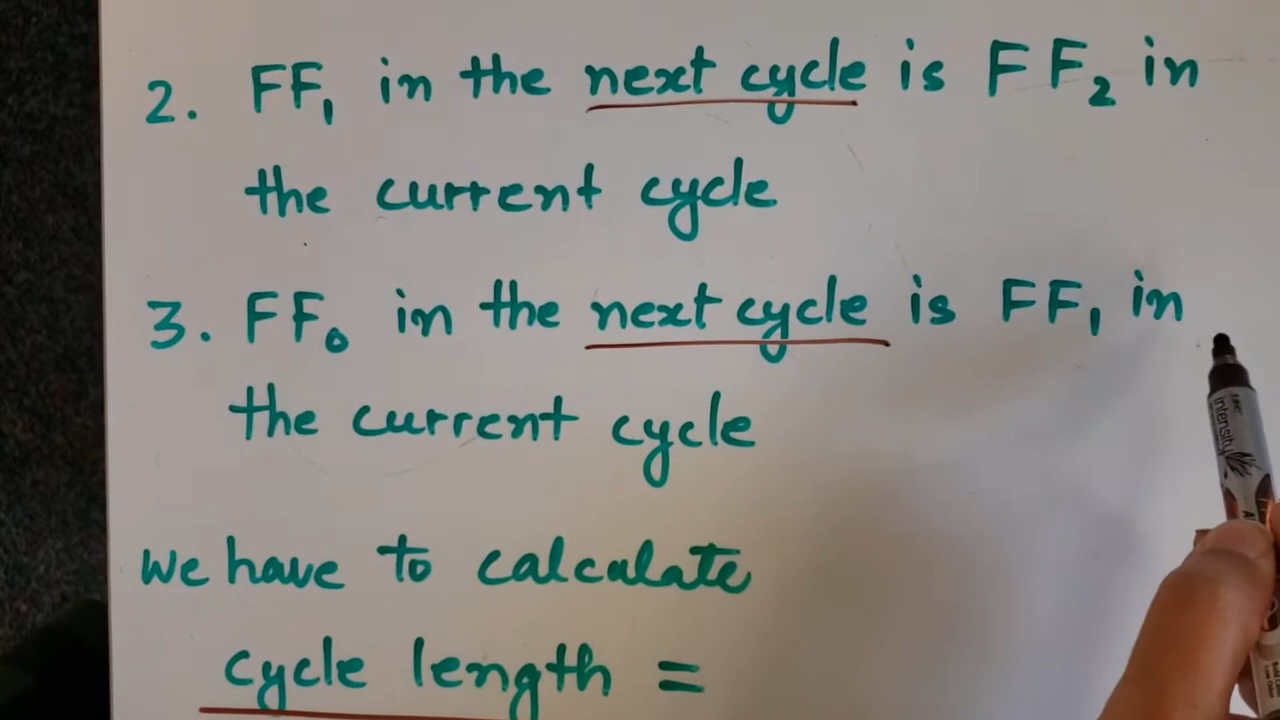 2. FF₁ in the next cycle is FF₂ in
the current cycle
3. FF₀ in the next cycle is FF₁ in
the current cycle
we have to calculate
cycle length =
intensity